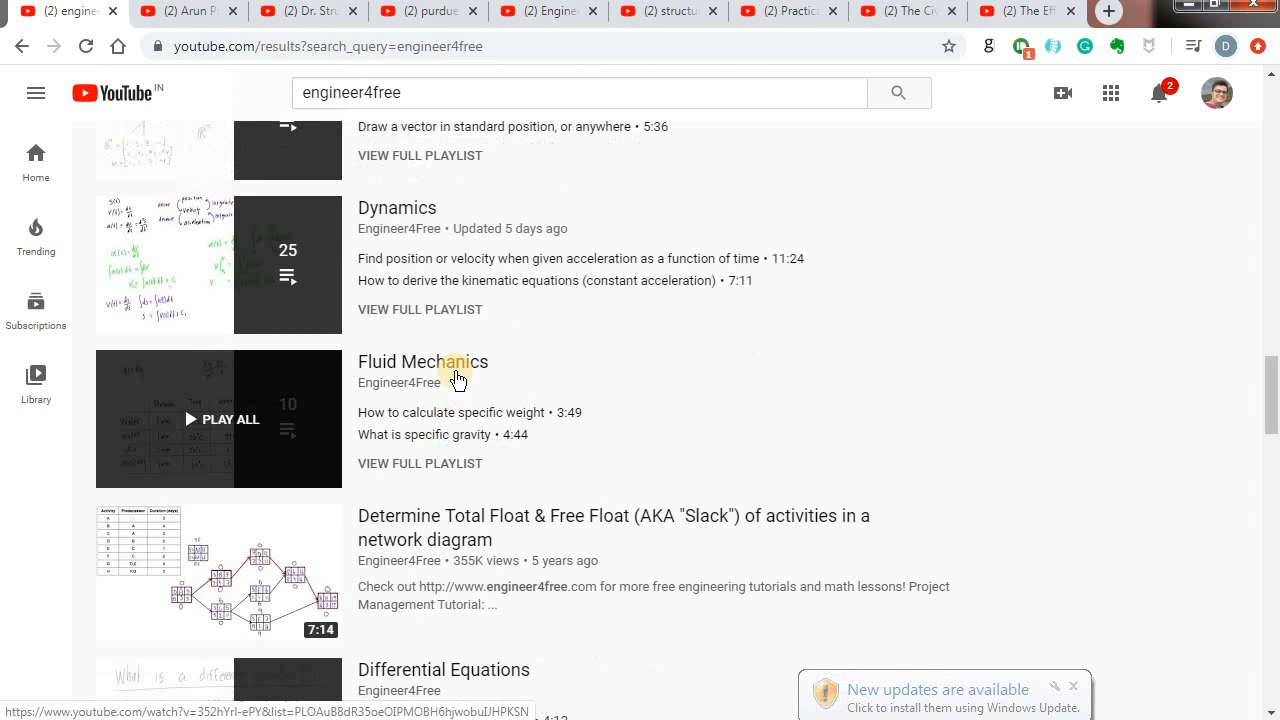 (2) engine
(2) Arun P
(2) Dr. Stru
(2) purdue
(2) Engine
(2) structu
(2) Practic
(2) The Civ
(2) The Eff
youtube.com/results?search_query=engineer4free
g
1
D
YouTube IN
engineer4free
2
Home
Trending
Subscriptions
Library
Draw a vector in standard position, or anywhere • 5:36
VIEW FULL PLAYLIST
25
Dynamics
Engineer4Free • Updated 5 days ago
Find position or velocity when given acceleration as a function of time • 11:24
How to derive the kinematic equations (constant acceleration) • 7:11
VIEW FULL PLAYLIST
PLAY ALL
10
Fluid Mechanics
Engineer4Free
How to calculate specific weight • 3:49
What is specific gravity • 4:44
VIEW FULL PLAYLIST
7:14
Determine Total Float & Free Float (AKA "Slack") of activities in a
network diagram
Engineer4Free • 355K views • 5 years ago
Check out http://www.engineer4free.com for more free engineering tutorials and math lessons! Project
Management Tutorial: ...
What is a different
Differential Equations
Engineer4Free
New updates are available
Click to install them using Windows Update.
https://www.youtube.com/watch?v=352hYrI-ePY&list=PLOAuB8dR35oeOIPMOBH6hjwobuIJHPKSN